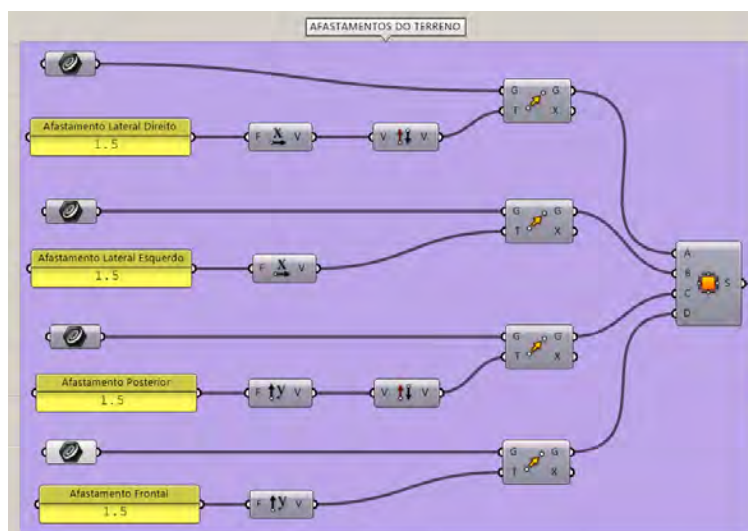 AFASTAMENTOS DO TERRENO
G G
T X
Afastamento Lateral Direito
1.5
F X V
V V
G G
T X
Afastamento Lateral Esquerdo
1.5
F X V
A
B
C
D
S
G G
T X
Afastamento Posterior
1.5
F y V
V V
G G
T X
Afastamento Frontal
1.5
F y V